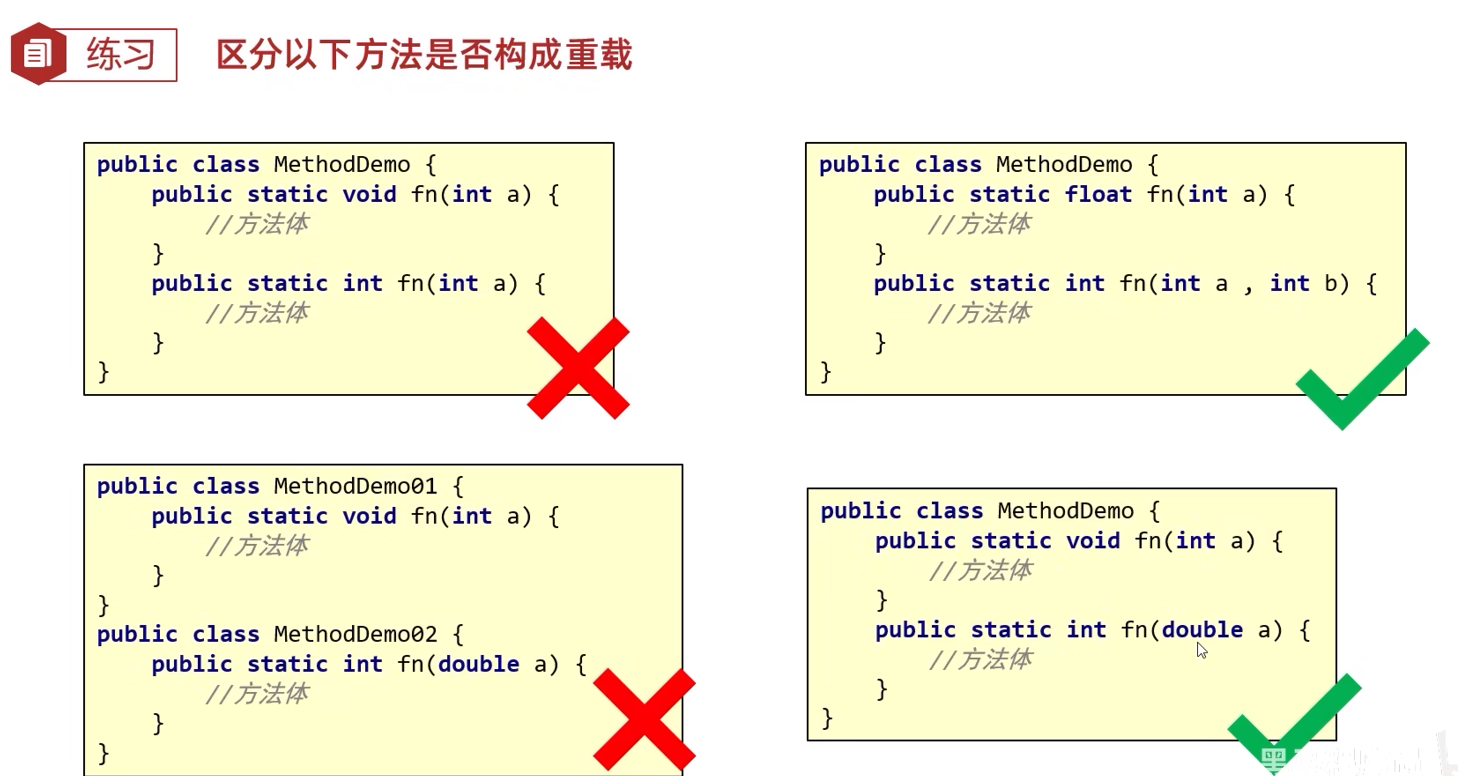 练习 区分以下方法是否构成重载
public class MethodDemo {
public static void fn(int a) {
//方法体
}
public static int fn(int a) {
//方法体
}
}
public class MethodDemo {
public static float fn(int a) {
//方法体
}
public static int fn(int a , int b) {
//方法体
}
}
public class MethodDemo01 {
public static void fn(int a) {
//方法体
}
}
public class MethodDemo02 {
public static int fn(double a) {
//方法体
}
}
public class MethodDemo {
public static void fn(int a) {
//方法体
}
public static int fn(double a) {
//方法体
}
}
黑